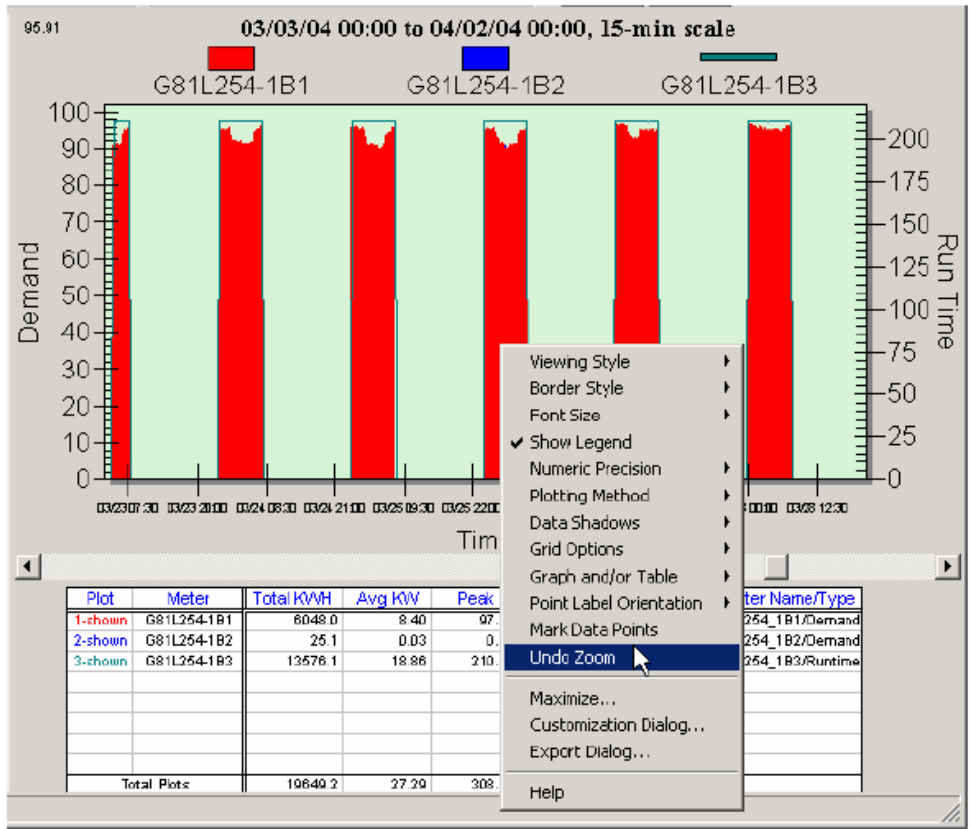 95.91
03/03/04 00:00 to 04/02/04 00:00, 15-min scale
G81L254-1B1 G81L254-1B2 G81L254-1B3
100
90
80
70
60
50
40
30
20
10
0
Demand
200
175
150
125
100
75
50
25
0
Run Time
03/23 07:30 03/23 20:00 03/24 08:30 03/24 21:00 03/25 09:30 03/25 22:00 00:00 03/28 12:30
Tim
Viewing Style
Border Style
Font Size
Show Legend
Numeric Precision
Plotting Method
Data Shadows
Grid Options
Graph and/or Table
Point Label Orientation
Mark Data Points
Undo Zoom
Maximize...
Customization Dialog...
Export Dialog...
Help
Plot Meter Total KWH Avg KW Peak ter Name/Type
1-shown G81L254-1B1 6048.0 8.40 97. 254_1B1/Demand
2-shown G81L254-1B2 25.1 0.03 0. 254_1B2/Demand
3-shown G81L254-1B3 13576.1 18.86 210. 254_1B3/Runtime
Total Plots: 19649.2 27.29 308.